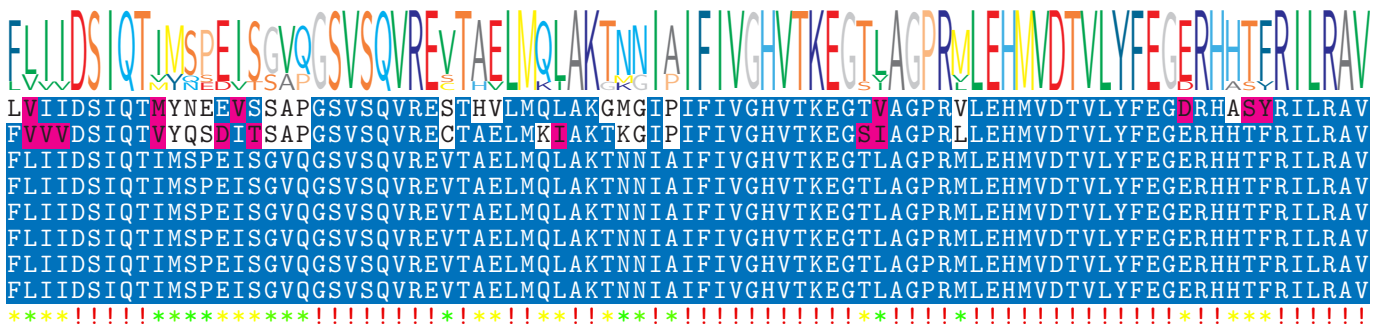 FLIIDSIQTIMSPEISGVQGSVSQVREVTAELMQLAKTNNIAIFIVGHVTKEGTLAGPRMLEHMVDTVLYFEGERHHTFRILRAV
LVIIDSIQTMYNEEVSSAPGSVSQVRESTHVLMQLAKGMGIPIFIVGHVTKEGTVAGPRVLEHMVDTVLYFEGDRHASYRILRAV
FVVVDSIQTVYQSDITSAPGSVSQVRECTAELMKIAKTKGIPIFIVGHVTKEGSIAGPRLLEHMVDTVLYFEGERHHTFRILRAV
FLIIDSIQTIMSPEISGVQGSVSQVREVTAELMQLAKTNNIAIFIVGHVTKEGTLAGPRMLEHMVDTVLYFEGERHHTFRILRAV
FLIIDSIQTIMSPEISGVQGSVSQVREVTAELMQLAKTNNIAIFIVGHVTKEGTLAGPRMLEHMVDTVLYFEGERHHTFRILRAV
FLIIDSIQTIMSPEISGVQGSVSQVREVTAELMQLAKTNNIAIFIVGHVTKEGTLAGPRMLEHMVDTVLYFEGERHHTFRILRAV
FLIIDSIQTIMSPEISGVQGSVSQVREVTAELMQLAKTNNIAIFIVGHVTKEGTLAGPRMLEHMVDTVLYFEGERHHTFRILRAV
FLIIDSIQTIMSPEISGVQGSVSQVREVTAELMQLAKTNNIAIFIVGHVTKEGTLAGPRMLEHMVDTVLYFEGERHHTFRILRAV
FLIIDSIQTIMSPEISGVQGSVSQVREVTAELMQLAKTNNIAIFIVGHVTKEGTLAGPRMLEHMVDTVLYFEGERHHTFRILRAV
****!!!!!**********!!!!!!!!*!**!!**!!***!*!!!!!!!!!!!**!!!!*!!!!!!!!!!!!!*!!***!!!!!!